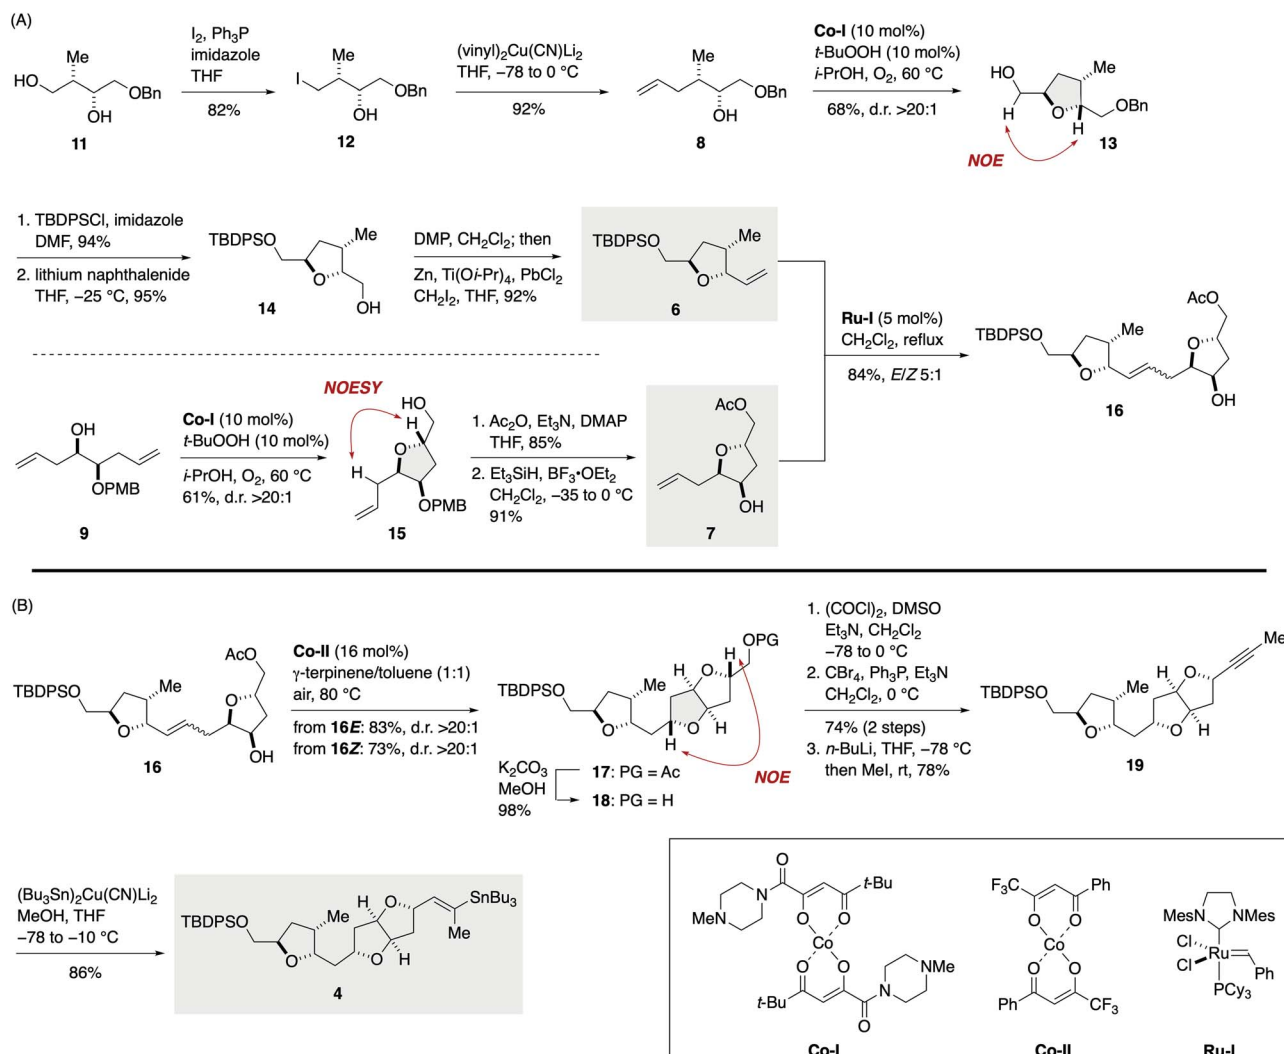 (A)
Me
HO
OBn
OH
11
I2, Ph3P
imidazole
THF
82%
Me
I
OBn
OH
12
(vinyl)2Cu(CN)Li2
THF, −78 to 0 °C
92%
Me
OBn
OH
8
Co-I (10 mol%)
t-BuOOH (10 mol%)
i-PrOH, O2, 60 °C
68%, d.r. >20:1
HO
Me
O
H
H
OBn
NOE
13
1. TBDPSCl, imidazole
DMF, 94%
2. lithium naphthalenide
THF, −25 °C, 95%
TBDPSO
Me
O
OH
14
DMP, CH2Cl2; then
Zn, Ti(Oi-Pr)4, PbCl2
CH2I2, THF, 92%
TBDPSO
Me
O
6
Ru-I (5 mol%)
CH2Cl2, reflux
84%, E/Z 5:1
AcO
TBDPSO
Me
O
O
OH
16
OH
OPMB
9
Co-I (10 mol%)
t-BuOOH (10 mol%)
i-PrOH, O2, 60 °C
61%, d.r. >20:1
NOESY
HO
H
O
H
OPMB
15
1. Ac2O, Et3N, DMAP
THF, 85%
2. Et3SiH, BF3•OEt2
CH2Cl2, −35 to 0 °C
91%
AcO
O
OH
7
(B)
AcO
TBDPSO
Me
O
O
OH
16
Co-II (16 mol%)
γ-terpinene/toluene (1:1)
air, 80 °C
from 16E: 83%, d.r. >20:1
from 16Z: 73%, d.r. >20:1
OPG
H
H
O
TBDPSO
Me
O
O
H
H
NOE
K2CO3
MeOH
98%
17: PG = Ac
18: PG = H
1. (COCl)2, DMSO
Et3N, CH2Cl2
−78 to 0 °C
2. CBr4, Ph3P, Et3N
CH2Cl2, 0 °C
74% (2 steps)
3. n-BuLi, THF, −78 °C
then MeI, rt, 78%
Me
H
O
TBDPSO
Me
O
O
H
19
(Bu3Sn)2Cu(CN)Li2
MeOH, THF
−78 to −10 °C
86%
H
O
SnBu3
TBDPSO
Me
Me
O
O
H
4
O
t-Bu
N
MeN
O
O
O
Co
O
O
NMe
t-Bu
N
O
Co-I
F3C
Ph
O
O
Co
O
O
Ph
CF3
Co-II
MesN
NMes
Cl
Ru
Cl
Ph
PCy3
Ru-I